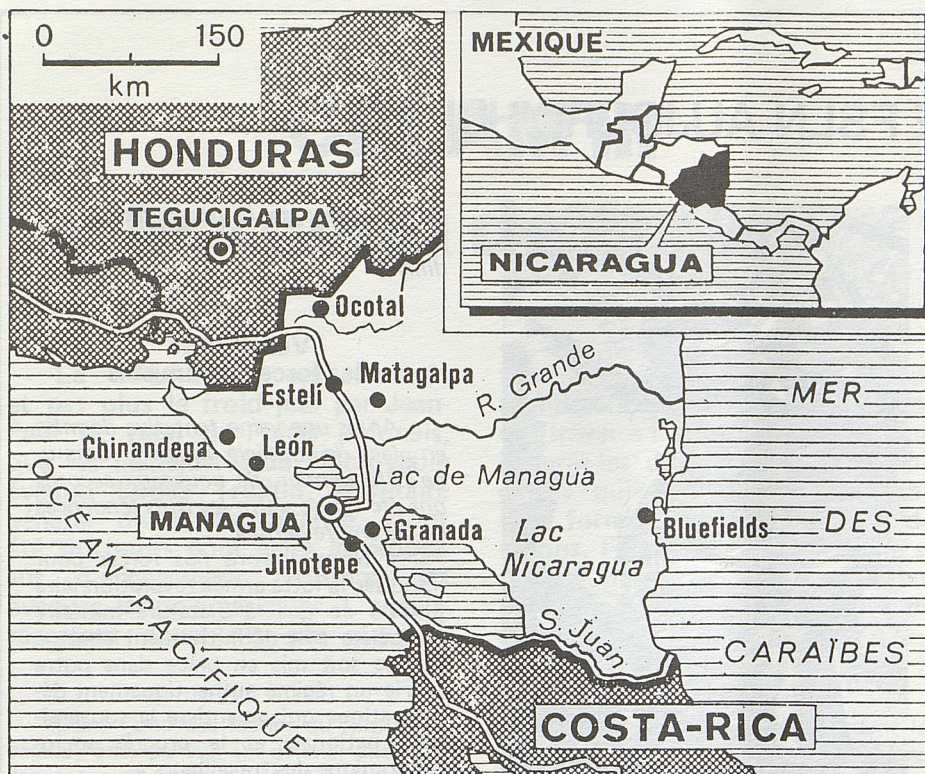 0 150
km
MEXIQUE
HONDURAS
TEGUCIGALPA
NICARAGUA
Ocotal
Matagalpa
R. Grande
Estelí
MER
Chinandega
León
Lac de Managua
OCÉAN PACIFIQUE
MANAGUA
Granada
Lac
Nicaragua
Bluefields
DES
Jinotepe
S. Juan
CARAÏBES
COSTA-RICA